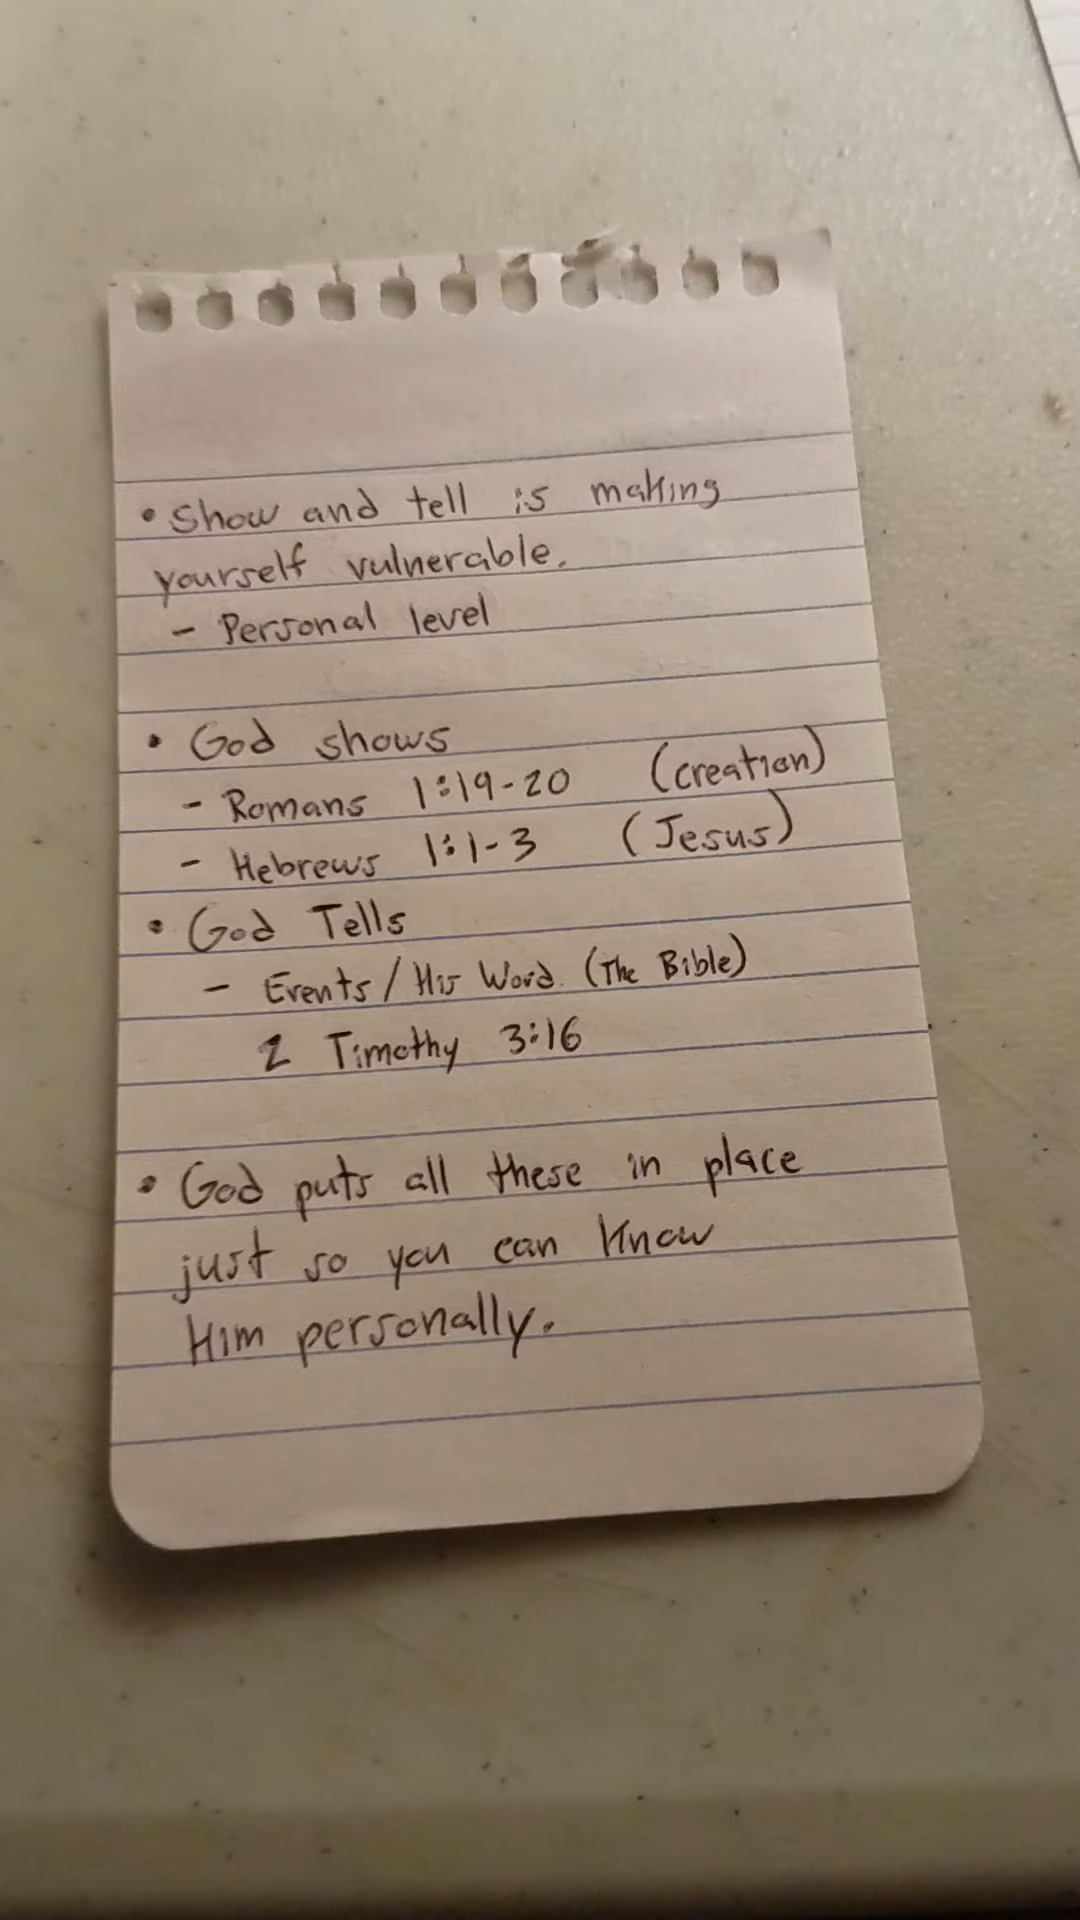 • Show and tell is making
yourself vulnerable.
- Personal level
• God shows
- Romans 1:19-20 (creation)
- Hebrews 1:1-3 (Jesus)
• God Tells
- Events/His Word. (The Bible)
2 Timothy 3:16
• God puts all these in place
just so you can know
Him personally.